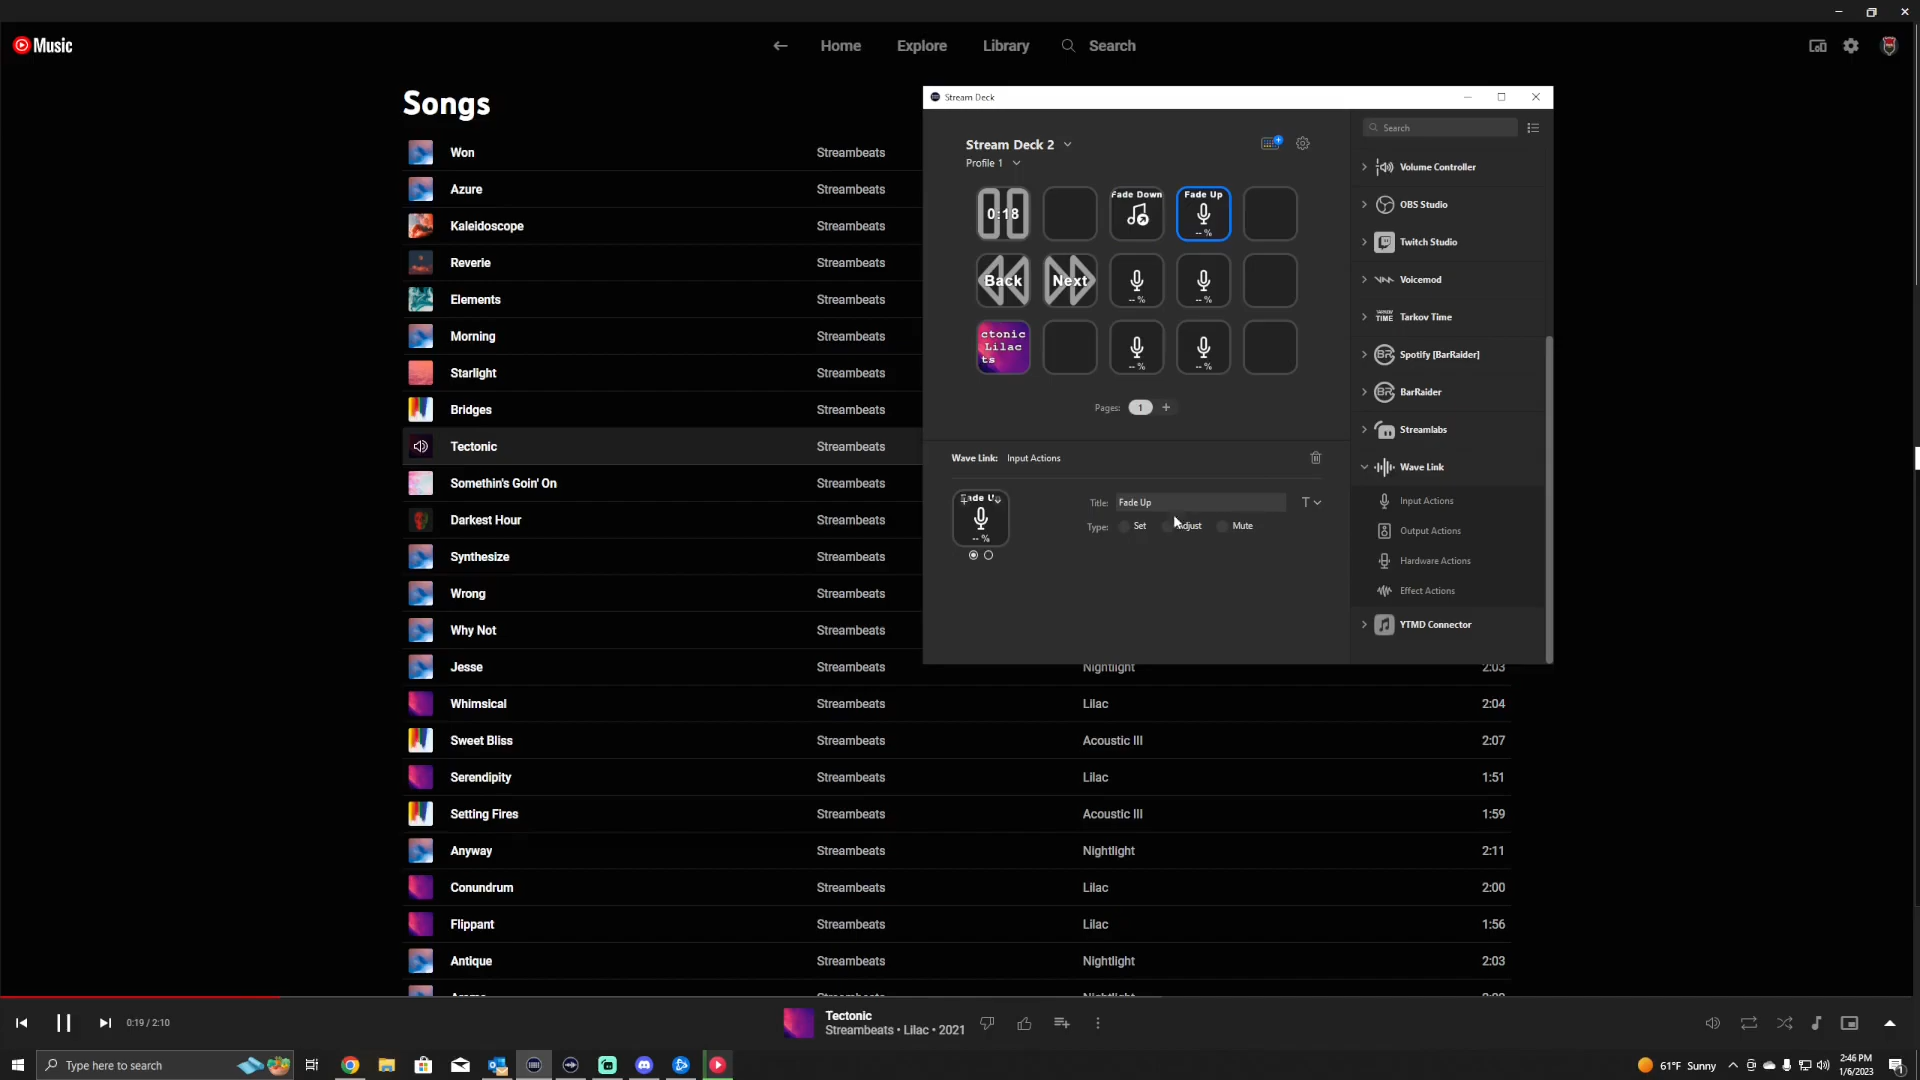 Music
Home
Explore
Library
Search
Songs
Won Streambeats
Azure Streambeats
Kaleidoscope Streambeats
Reverie Streambeats
Elements Streambeats
Morning Streambeats
Starlight Streambeats
Bridges Streambeats
Tectonic Streambeats
Somethin's Goin' On Streambeats
Darkest Hour Streambeats
Synthesize Streambeats
Wrong Streambeats
Why Not Streambeats
Jesse Streambeats Nightlight 2:03
Whimsical Streambeats Lilac 2:04
Sweet Bliss Streambeats Acoustic III 2:07
Serendipity Streambeats Lilac 1:51
Setting Fires Streambeats Acoustic III 1:59
Anyway Streambeats Nightlight 2:11
Conundrum Streambeats Lilac 2:00
Flippant Streambeats Lilac 1:56
Antique Streambeats Nightlight 2:03
Stream Deck
Stream Deck 2
Profile 1
0:18
Fade Down
Fade Up
-- %
Back
Next
-- %
-- %
ctonic
Lilac
ts
-- %
-- %
Pages: 1 +
Wave Link: Input Actions
Fade Up
-- %
Title: Fade Up
T
Type: Set Adjust Mute
Search
Volume Controller
OBS Studio
Twitch Studio
Voicemod
TIME Tarkov Time
BR Spotify [BarRaider]
BR BarRaider
Streamlabs
Wave Link
Input Actions
Output Actions
Hardware Actions
Effect Actions
YTMD Connector
0:19 / 2:10
Tectonic
Streambeats • Lilac • 2021
Type here to search
61°F Sunny
2:46 PM
1/6/2023